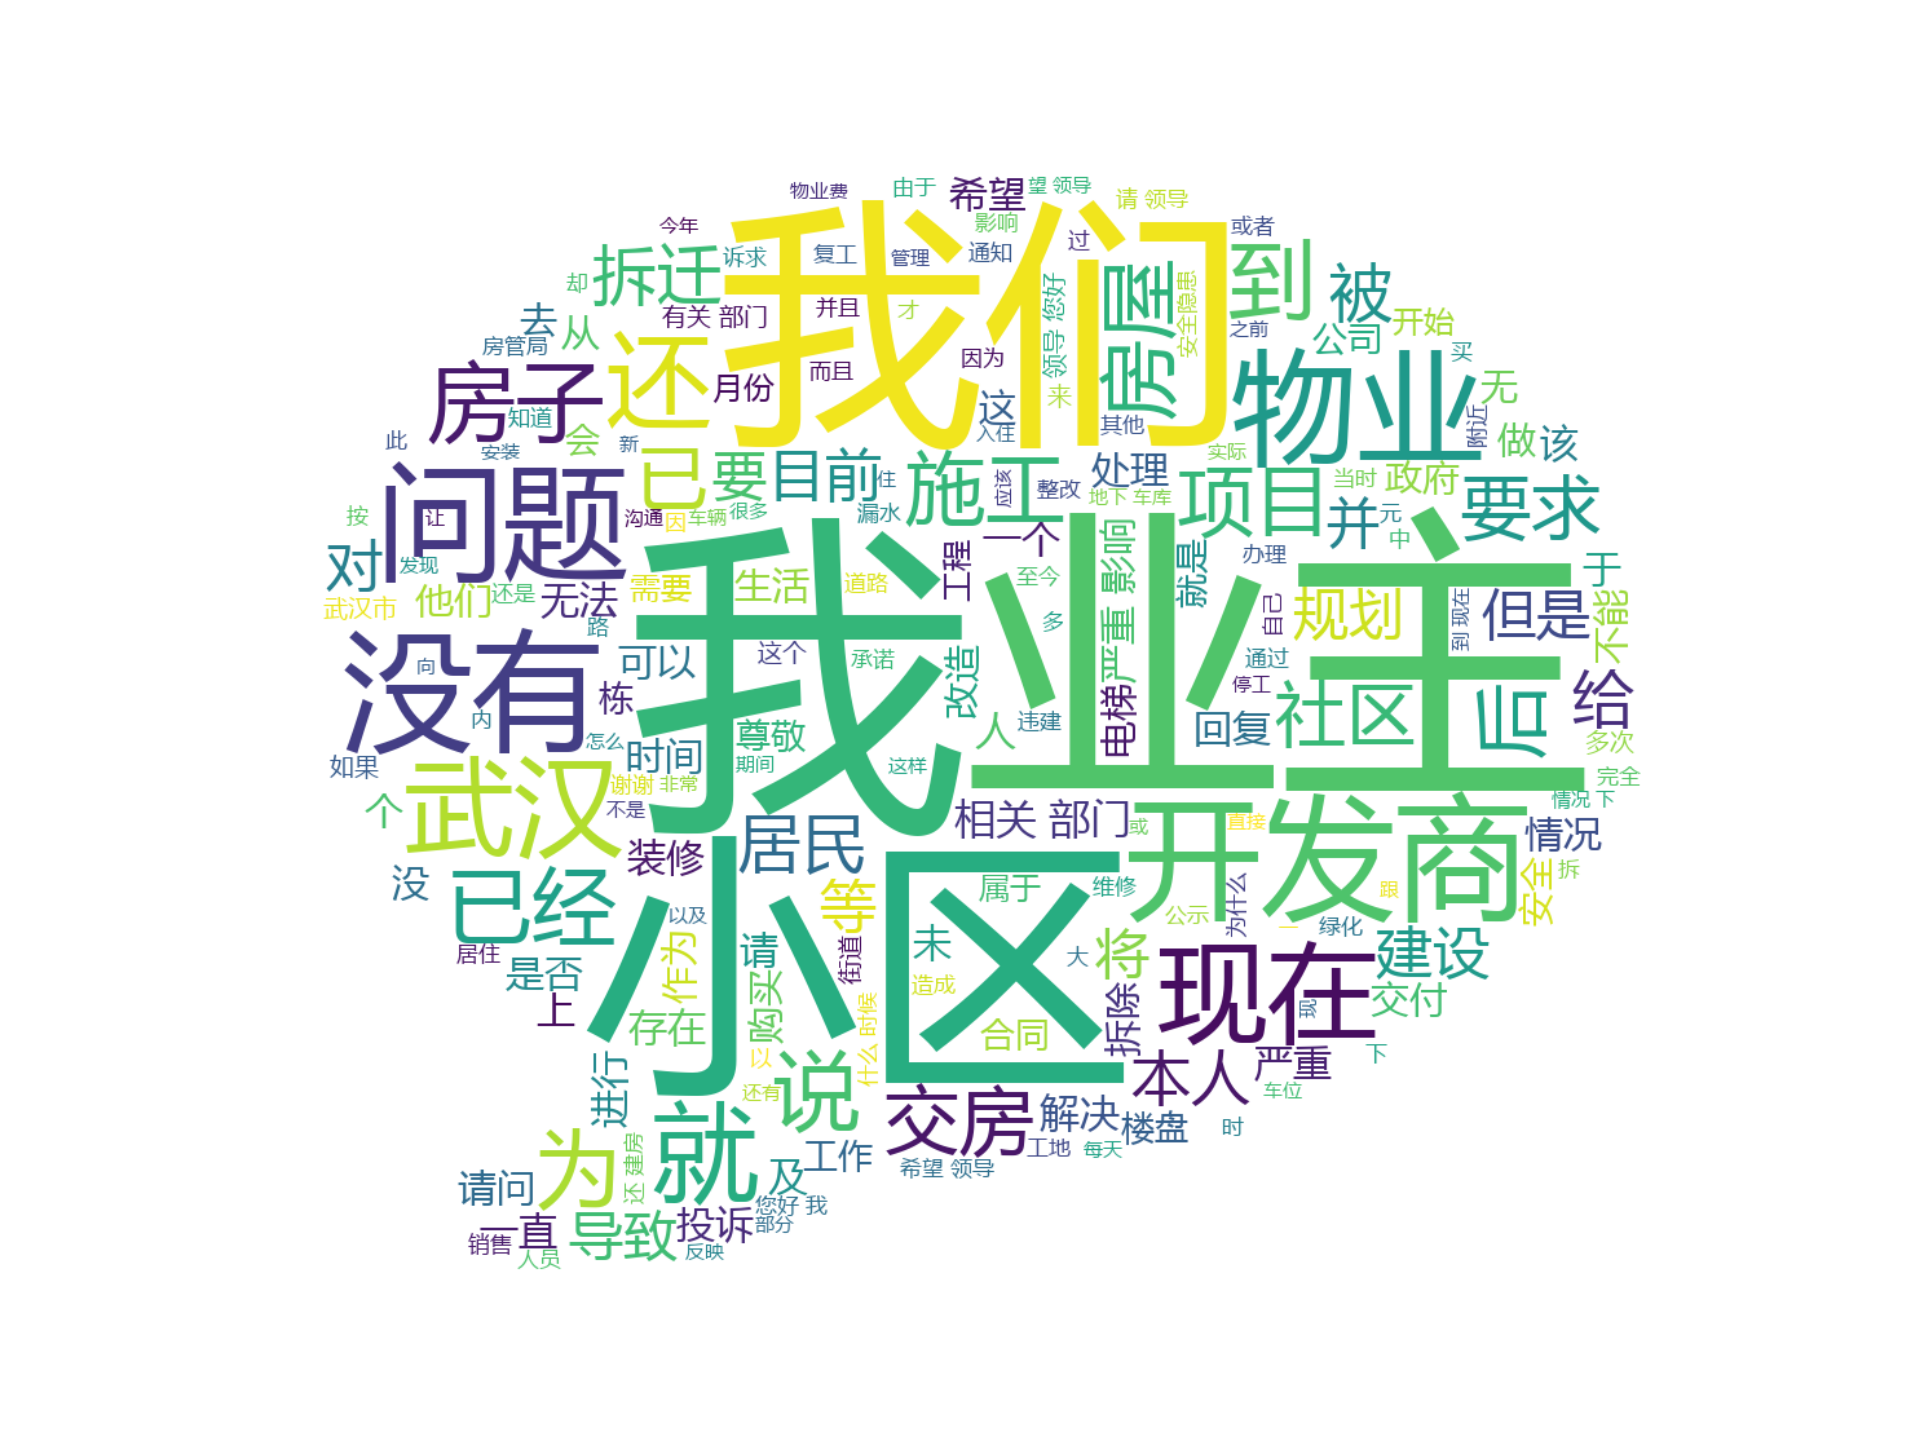 物业费
由于
希望
望 领导
请 领导
今年
影响
或者
拆迁
诉求
复工
管理
通知
过
我们
到
被
却
去
从
有关 部门
并且
才
领导 您好
房屋
安全隐患
之前
公司
开始
房管局
还
月份
而且
因为
来
物业
买
无
房子
知道
会
新
这
入住
其他
附近
做
该
此
安装
问题
已
要
目前
住
施工
应该
整改
处理
地下 车库
实际
项目
当时
政府
要求
按
让
沟通
因
车辆
很多
漏水
一个
并
元
中
对
发现
我
工程
至今
严重 影响
就是
办理
业主
于
武汉市
他们
还是
无法
需要
生活
道路
多
自己
规划
到 现在
但是
不能
没有
向
路
可以
这个
承诺
改造
通过
停工
内
栋
尊敬
人
违建
电梯
回复
社区
后
给
怎么
时间
期间
这样
多次
如果
武汉
谢谢
非常
完全
个
不是
小区
相关 部门
或
直接
开发商
情况 下
情况
装修
居民
没
已经
等
属于
维修
公示
为什么
跟
一
绿化
安全
拆
以及
居住
是否
作为
请
街道
未
大
将
现在
建设
上
存在
购买
造成
合同
拆除
现
交付
进行
以
什么 时候
说
还有
交房
解决
本人
严重
下
车位
楼盘
时
为
还 建房
就
及
工作
工地
每天
希望 领导
请问
您好 我
一直
导致
投诉
部分
销售
人员
反映